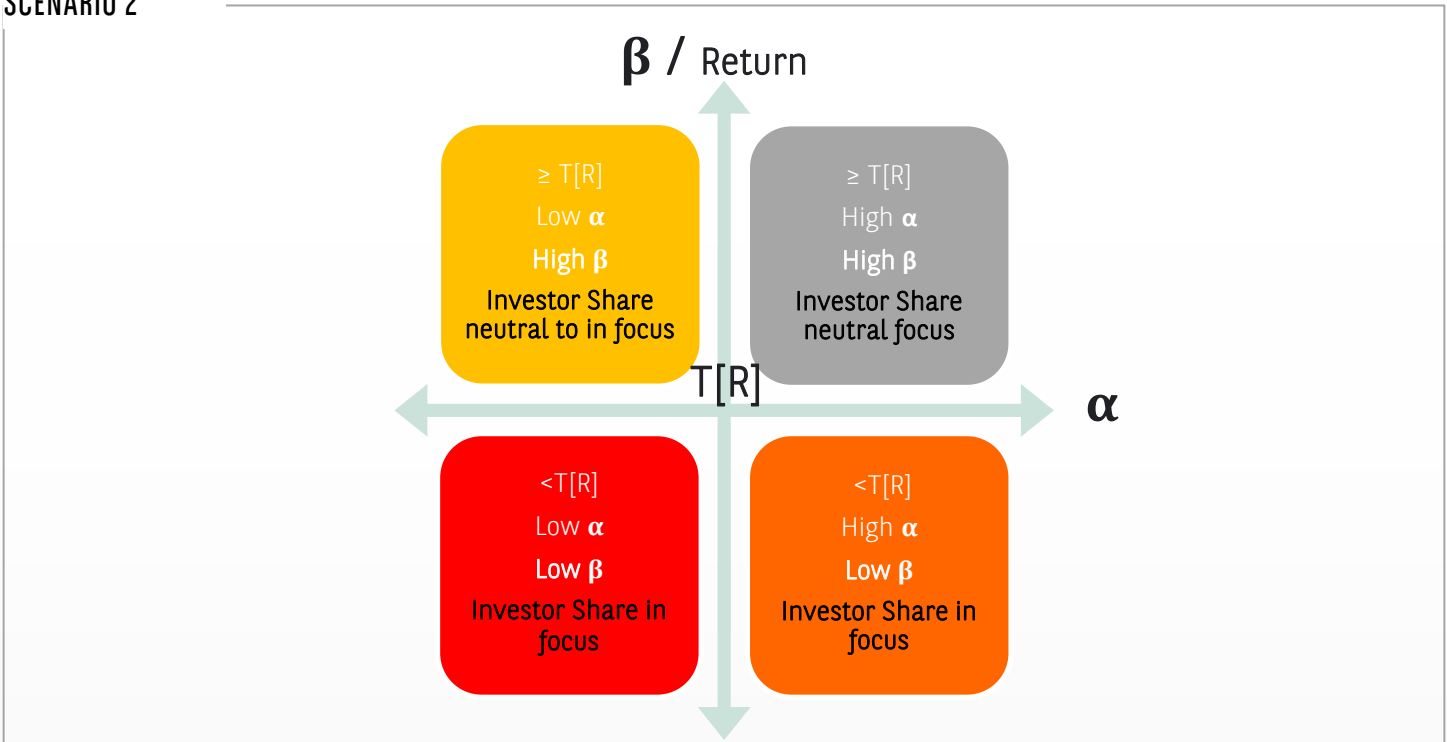 SCENARIO 2
β / Return
≥ T[R]
Low α
High β
Investor Share
neutral to in focus
≥ T[R]
High α
High β
Investor Share
neutral focus
T[R]
α
<T[R]
Low α
Low β
Investor Share in
focus
<T[R]
High α
Low β
Investor Share in
focus